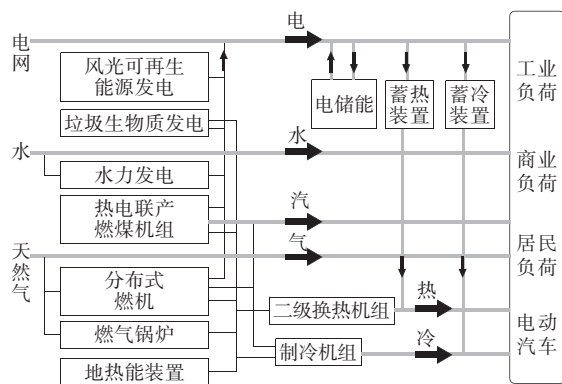 电网
风光可再生
能源发电
垃圾生物质发电
水
水力发电
热电联产
燃煤机组
天然气
分布式
燃机
燃气锅炉
地热能装置
电
电储能
蓄热
装置
蓄冷
装置
水
汽
气
二级换热机组
热
制冷机组
冷
工业
负荷
商业
负荷
居民
负荷
电动
汽车